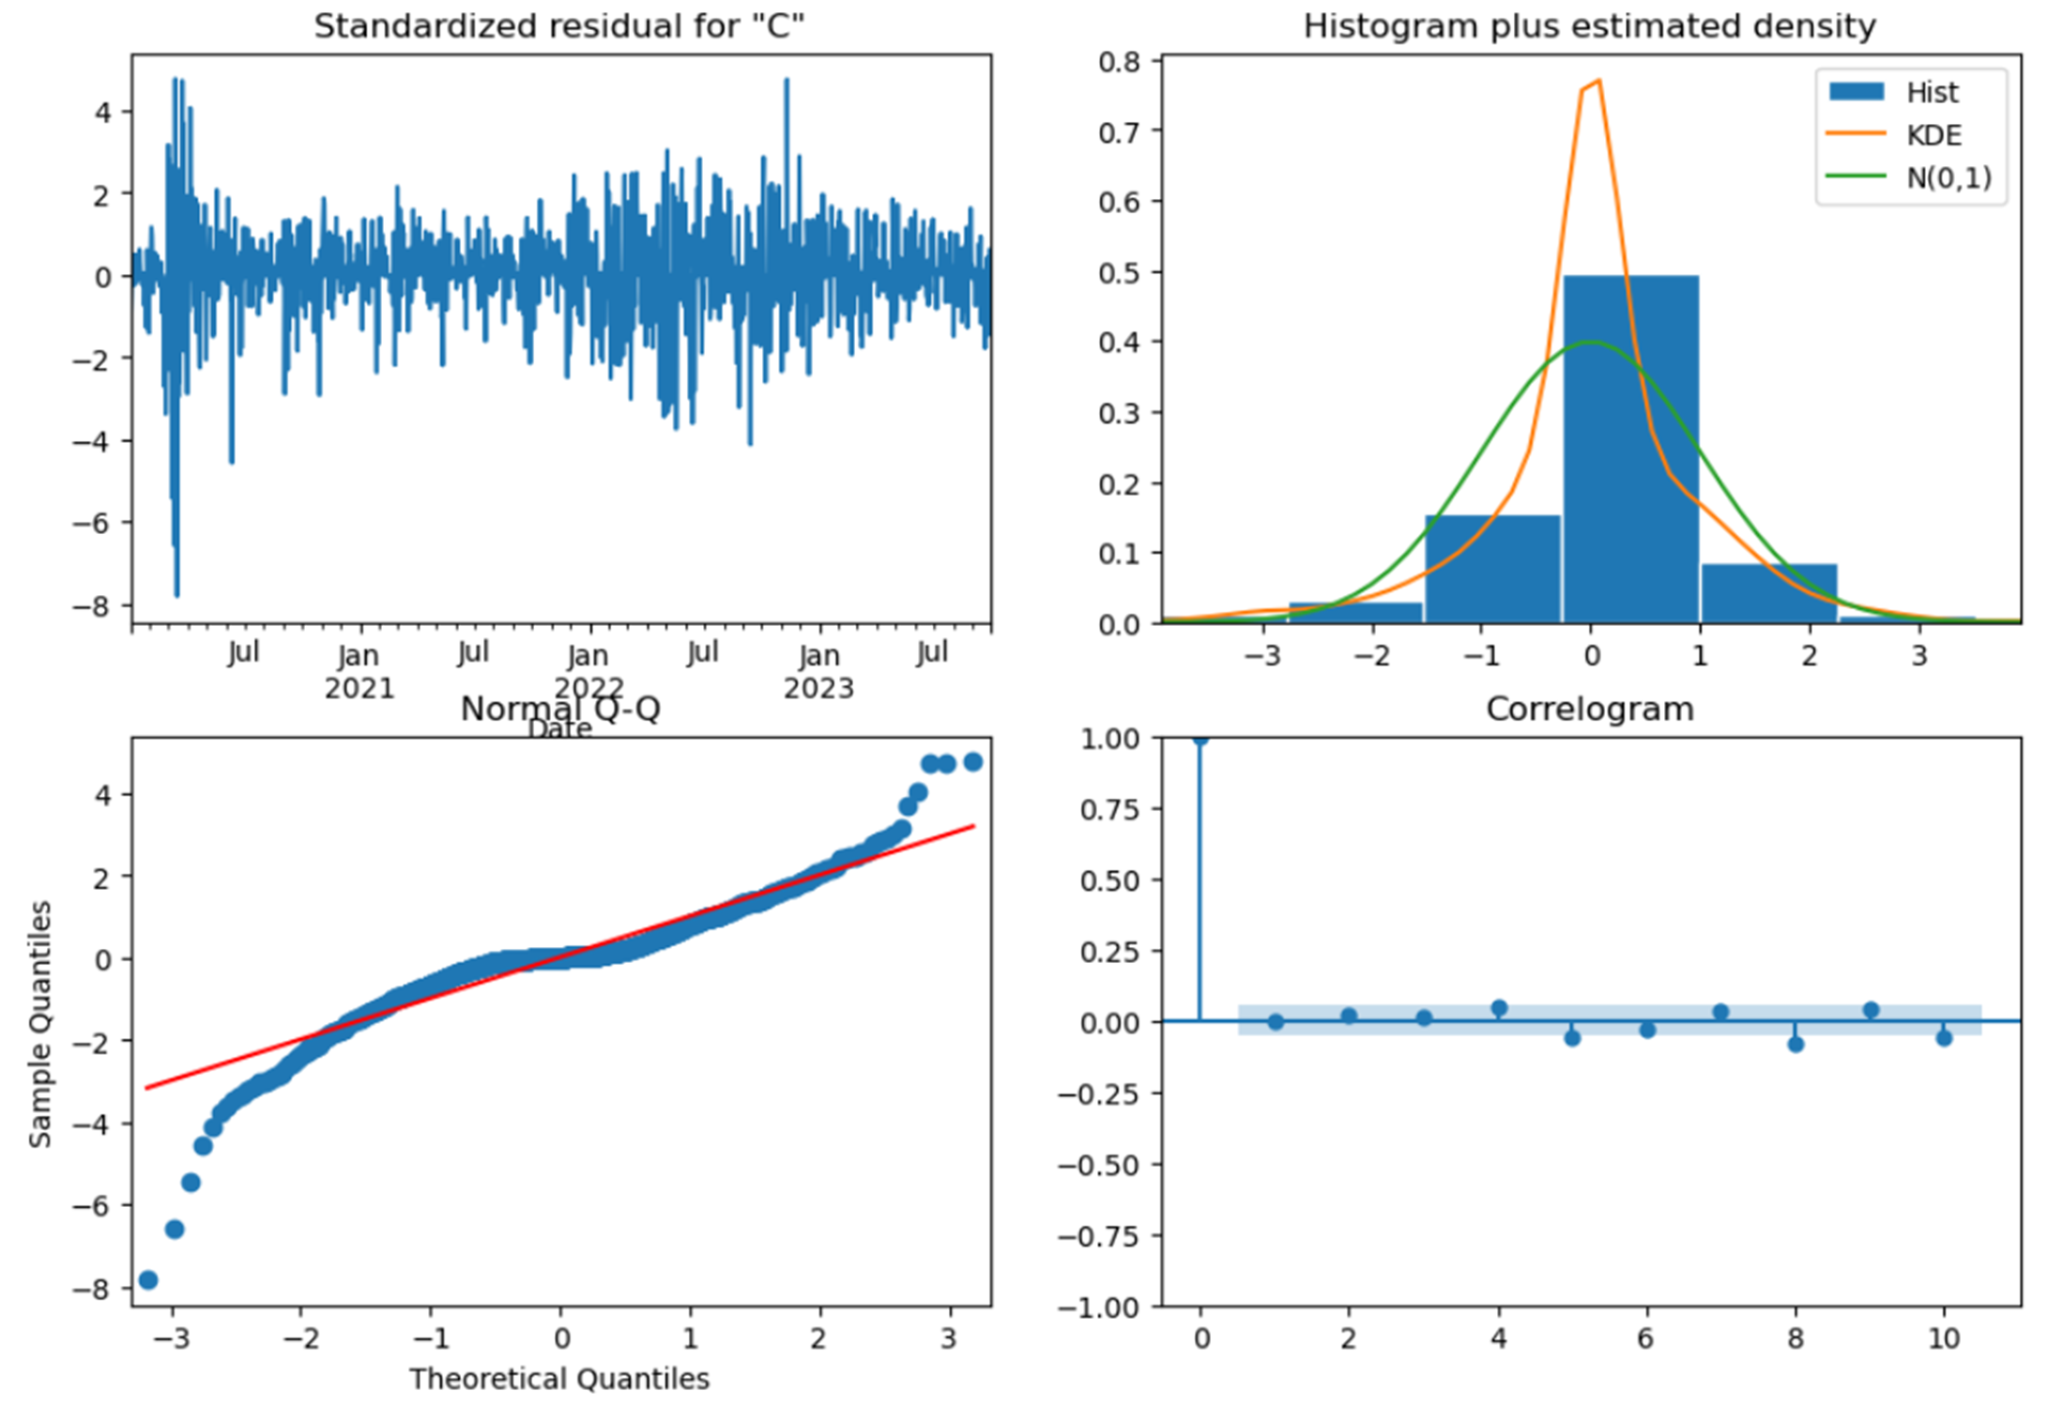 Standardized residual for "C"
4
2
0
−2
−4
−6
−8
Jul Jan Jul Jan Jul Jan Jul
2021 2022 2023
Date
Histogram plus estimated density
0.8
0.7
0.6
0.5
0.4
0.3
0.2
0.1
0.0
−3 −2 −1 0 1 2 3
Hist
KDE
N(0,1)
Normal Q-Q
Sample Quantiles
4
2
0
−2
−4
−6
−8
−3 −2 −1 0 1 2 3
Theoretical Quantiles
Correlogram
1.00
0.75
0.50
0.25
0.00
−0.25
−0.50
−0.75
−1.00
0 2 4 6 8 10